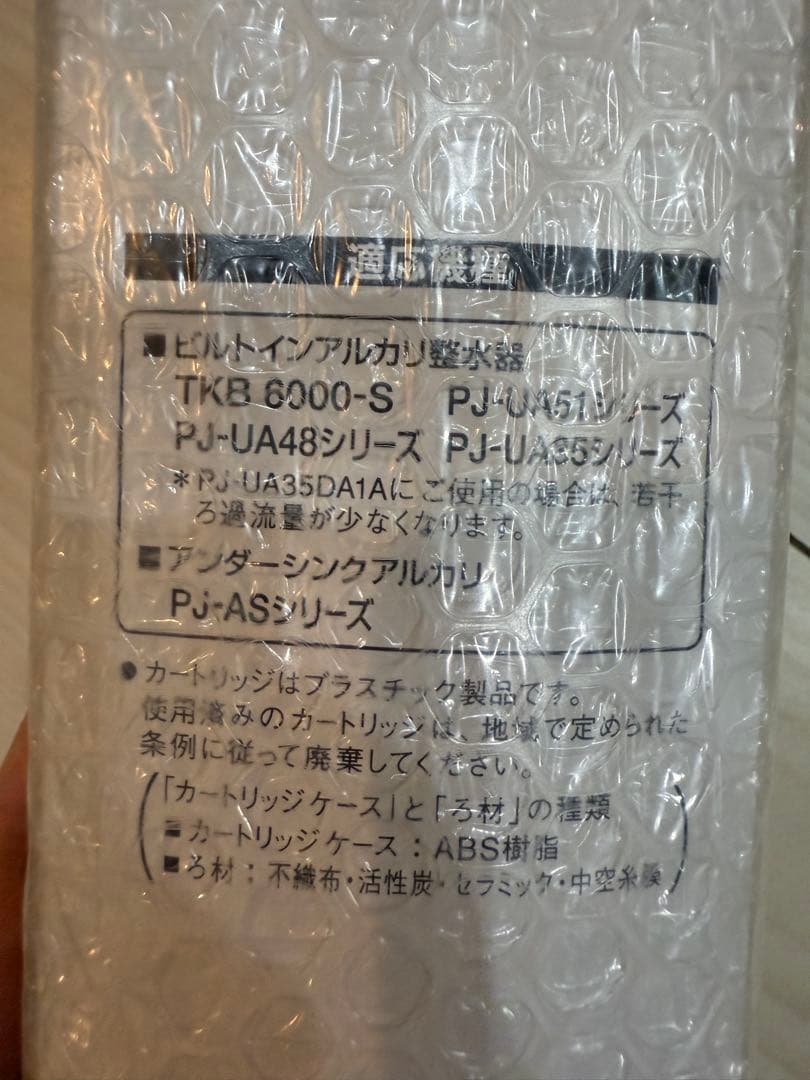 適応機種
■ビルトインアルカリ整水器
TKB 6000-S PJ-UA51シリーズ
PJ-UA48シリーズ PJ-UA35シリーズ
＊PJ-UA35DA1Aにご使用の場合は、若干
ろ過流量が少なくなります。
■アンダーシンクアルカリ
PJ-ASシリーズ
●カートリッジはプラスチック製品です。
使用済みのカートリッジは、地域で定められた
条例に従って廃棄してください。
「カートリッジケース」と「ろ材」の種類
■カートリッジケース：ABS樹脂
■ろ材：不織布・活性炭・セラミック・中空糸膜